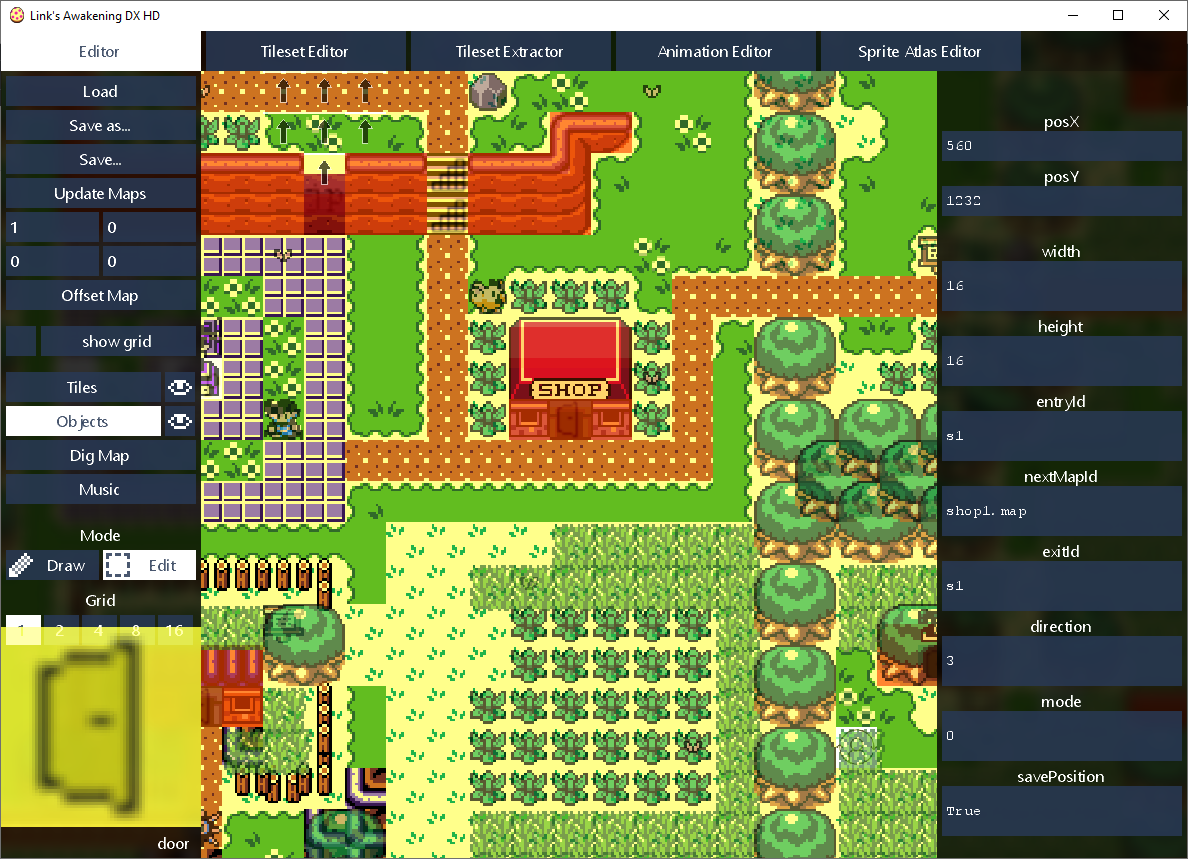 Link's Awakening DX HD
Editor
Tileset Editor
Tileset Extractor
Animation Editor
Sprite Atlas Editor
Load
Save as...
Save...
Update Maps
1
0
0
0
Offset Map
show grid
Tiles
Objects
Dig Map
Music
Mode
Draw
Edit
Grid
1
2
4
8
16
door
SHOP
posX
560
posY
1232
width
16
height
16
entryId
s1
nextMapId
shop1.map
exitId
s1
direction
3
mode
0
savePosition
True